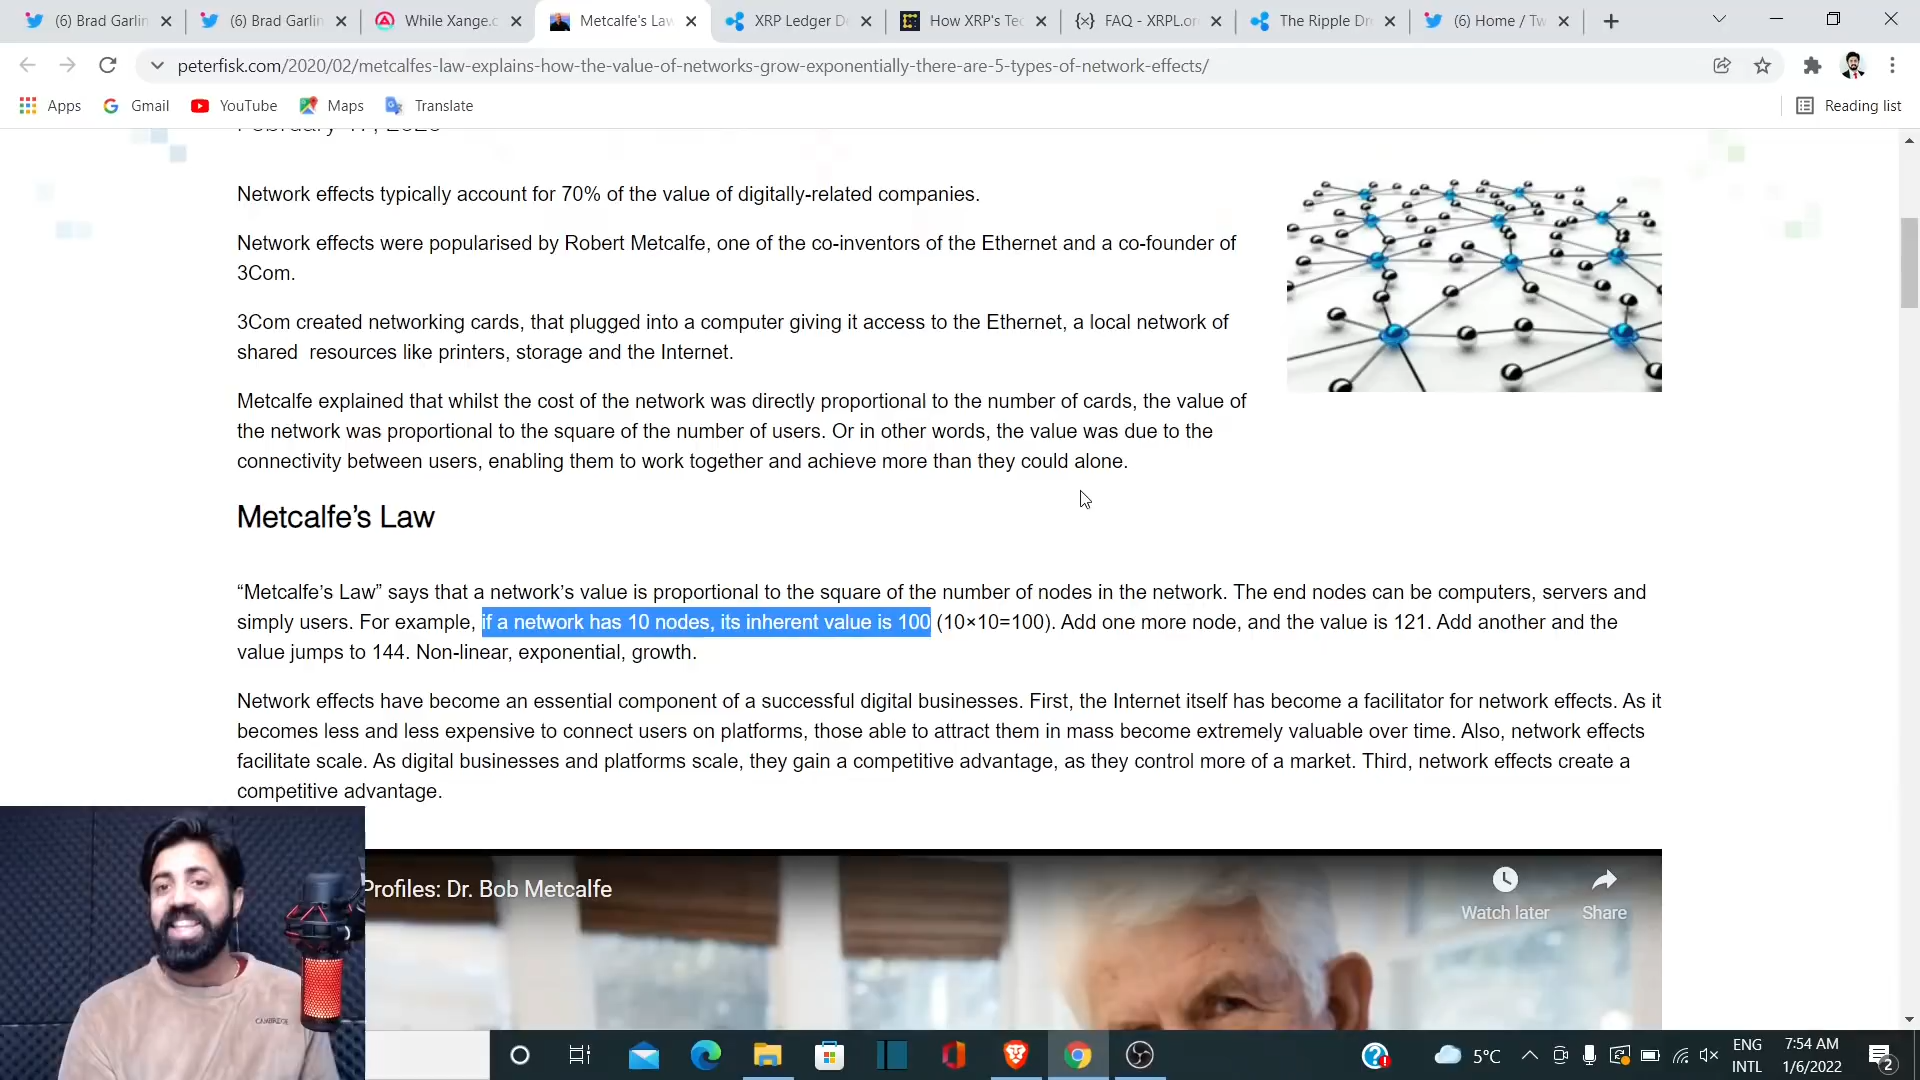 (6) Brad Garlin
(6) Brad Garlin
While Xange.c
Metcalfe's Law
XRP Ledger De
How XRP's Tec
FAQ - XRPL.or
The Ripple Dr
(6) Home / Tw
peterfisk.com/2020/02/metcalfes-law-explains-how-the-value-of-networks-grow-exponentially-there-are-5-types-of-network-effects/
Apps
Gmail
YouTube
Maps
Translate
Reading list
Network effects typically account for 70% of the value of digitally-related companies.
Network effects were popularised by Robert Metcalfe, one of the co-inventors of the Ethernet and a co-founder of
3Com.
3Com created networking cards, that plugged into a computer giving it access to the Ethernet, a local network of
shared resources like printers, storage and the Internet.
Metcalfe explained that whilst the cost of the network was directly proportional to the number of cards, the value of
the network was proportional to the square of the number of users. Or in other words, the value was due to the
connectivity between users, enabling them to work together and achieve more than they could alone.
Metcalfe's Law
“Metcalfe's Law” says that a network's value is proportional to the square of the number of nodes in the network. The end nodes can be computers, servers and
simply users. For example, if a network has 10 nodes, its inherent value is 100 (10×10=100). Add one more node, and the value is 121. Add another and the
value jumps to 144. Non-linear, exponential, growth.
Network effects have become an essential component of a successful digital businesses. First, the Internet itself has become a facilitator for network effects. As it
becomes less and less expensive to connect users on platforms, those able to attract them in mass become extremely valuable over time. Also, network effects
facilitate scale. As digital businesses and platforms scale, they gain a competitive advantage, as they control more of a market. Third, network effects create a
competitive advantage.
Profiles: Dr. Bob Metcalfe
Watch later
Share
5°C
ENG
INTL
7:54 AM
1/6/2022
2